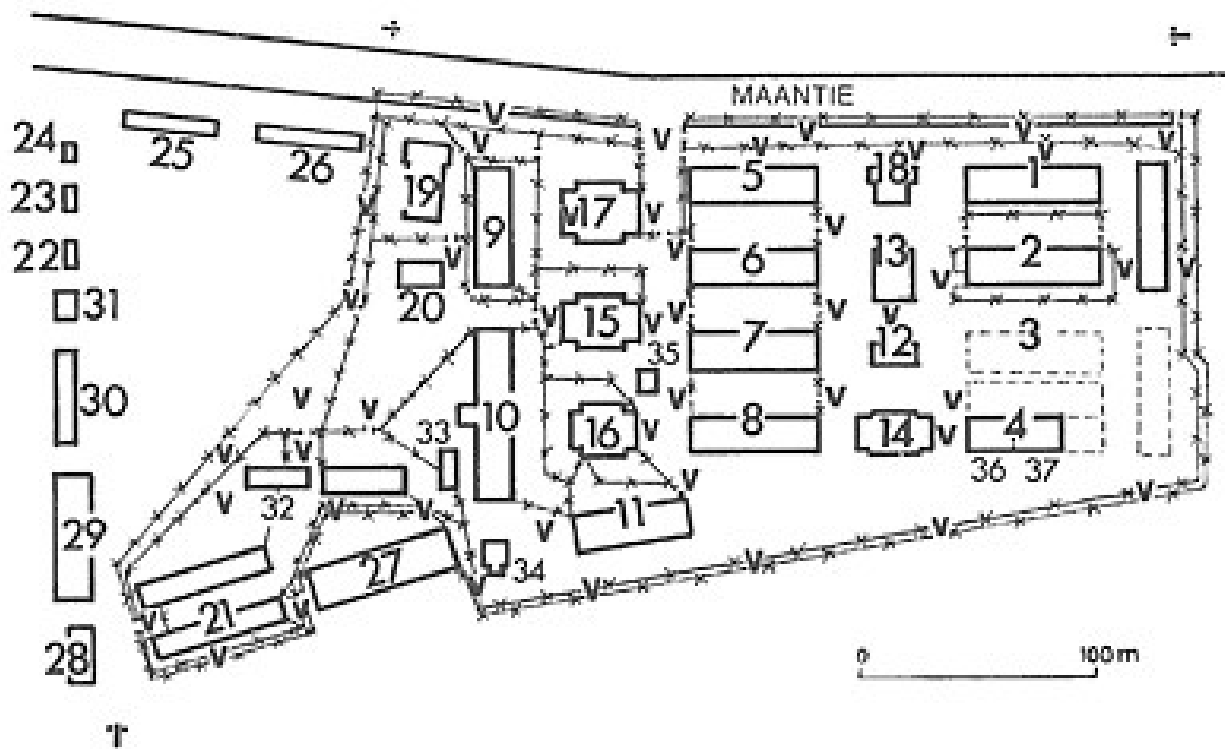 MAANTIE
V
V V V V
24 25 26 V V V
19 9 17 V 5 18 1
23 V V
22 V V 6 13 2 V V
31 20 V
V 15 V V 7 V 12 3
30 35
V V V V V
33 10 16 V 8 14 V 4
V V 36 37
29 V 32 V V 11 V V
27 34
V 21 V V V V
28 V
0 100 m